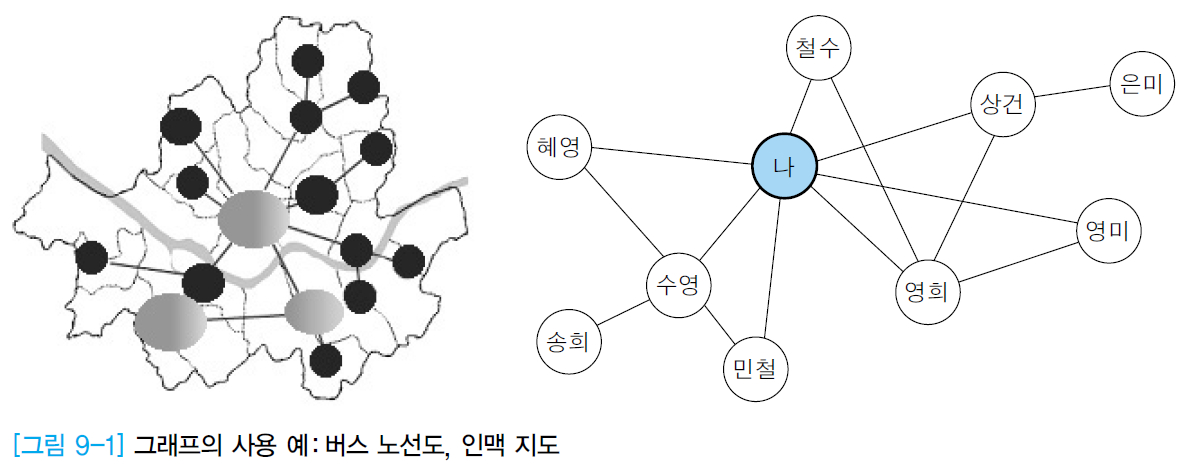 철수
은미
상건
혜영
나
영미
수영
영희
송희
민철
[그림 9-1] 그래프의 사용 예: 버스 노선도, 인맥 지도